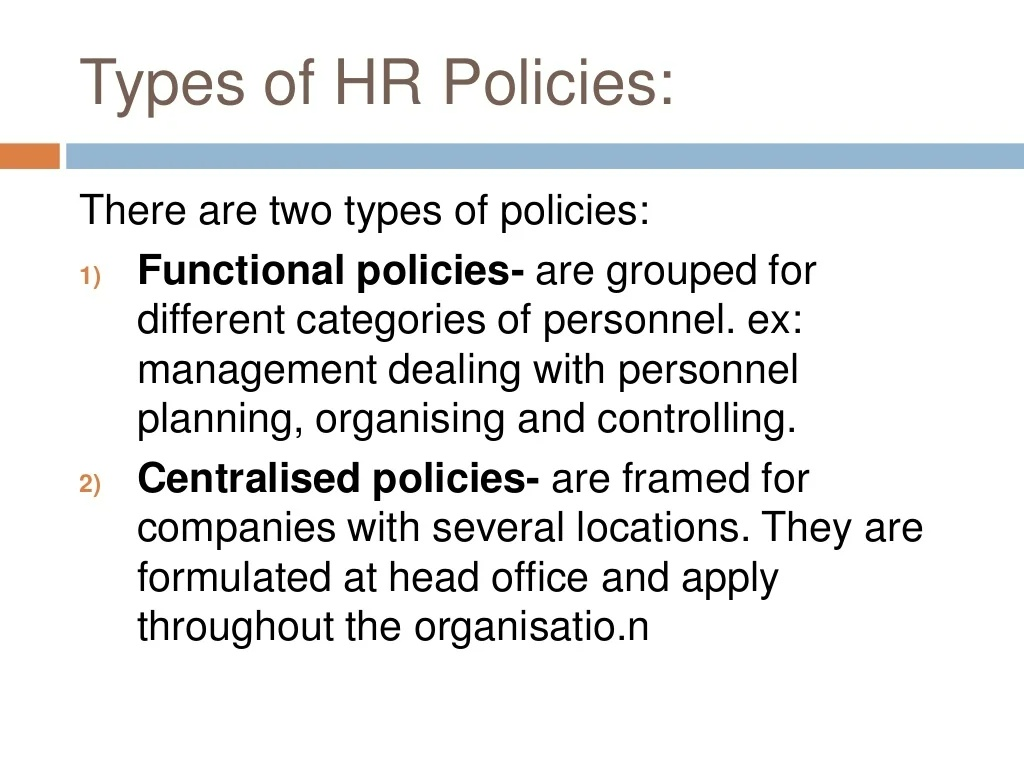 Types of HR Policies:
There are two types of policies:
1) Functional policies- are grouped for
different categories of personnel. ex:
management dealing with personnel
planning, organising and controlling.
2) Centralised policies- are framed for
companies with several locations. They are
formulated at head office and apply
throughout the organisatio.n